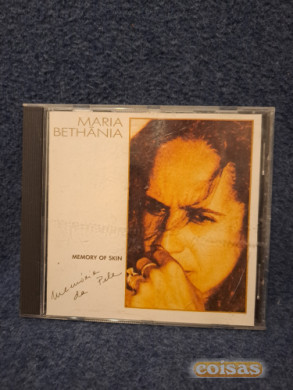 MARIA
BETHÂNIA
MEMORY OF SKIN
Memória
da Pele
coisas